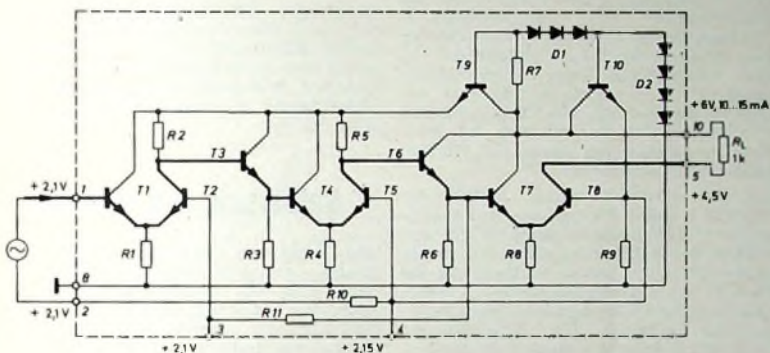 T9
R7
D1
T10
D2
+6V, 10...15mA
10
R2
R5
T3
T6
RL
1k
+2,1V
1
T1
T2
T4
T5
T7
T8
5
+4,5V
R1
R3
R4
R6
R8
R9
8
R10
+2,1V
2
R11
3
4
+2,1V
+2,15V